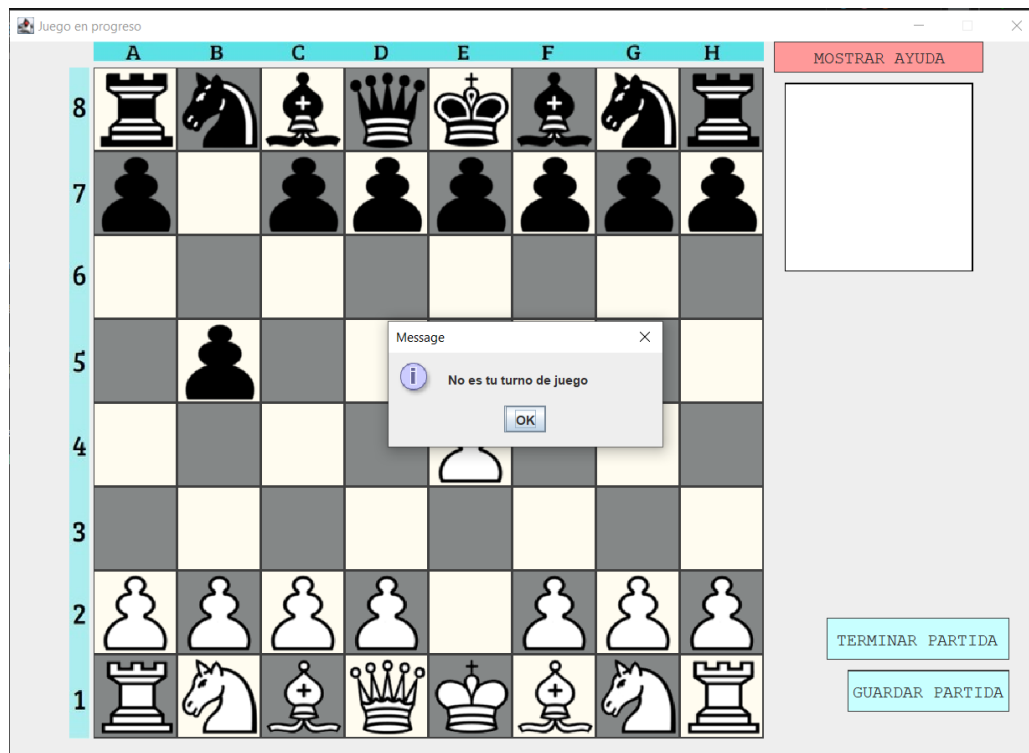 Juego en progreso
A B C D E F G H
MOSTRAR AYUDA
8
7
6
5
Message
No es tu turno de juego
OK
4
3
2
TERMINAR PARTIDA
1
GUARDAR PARTIDA